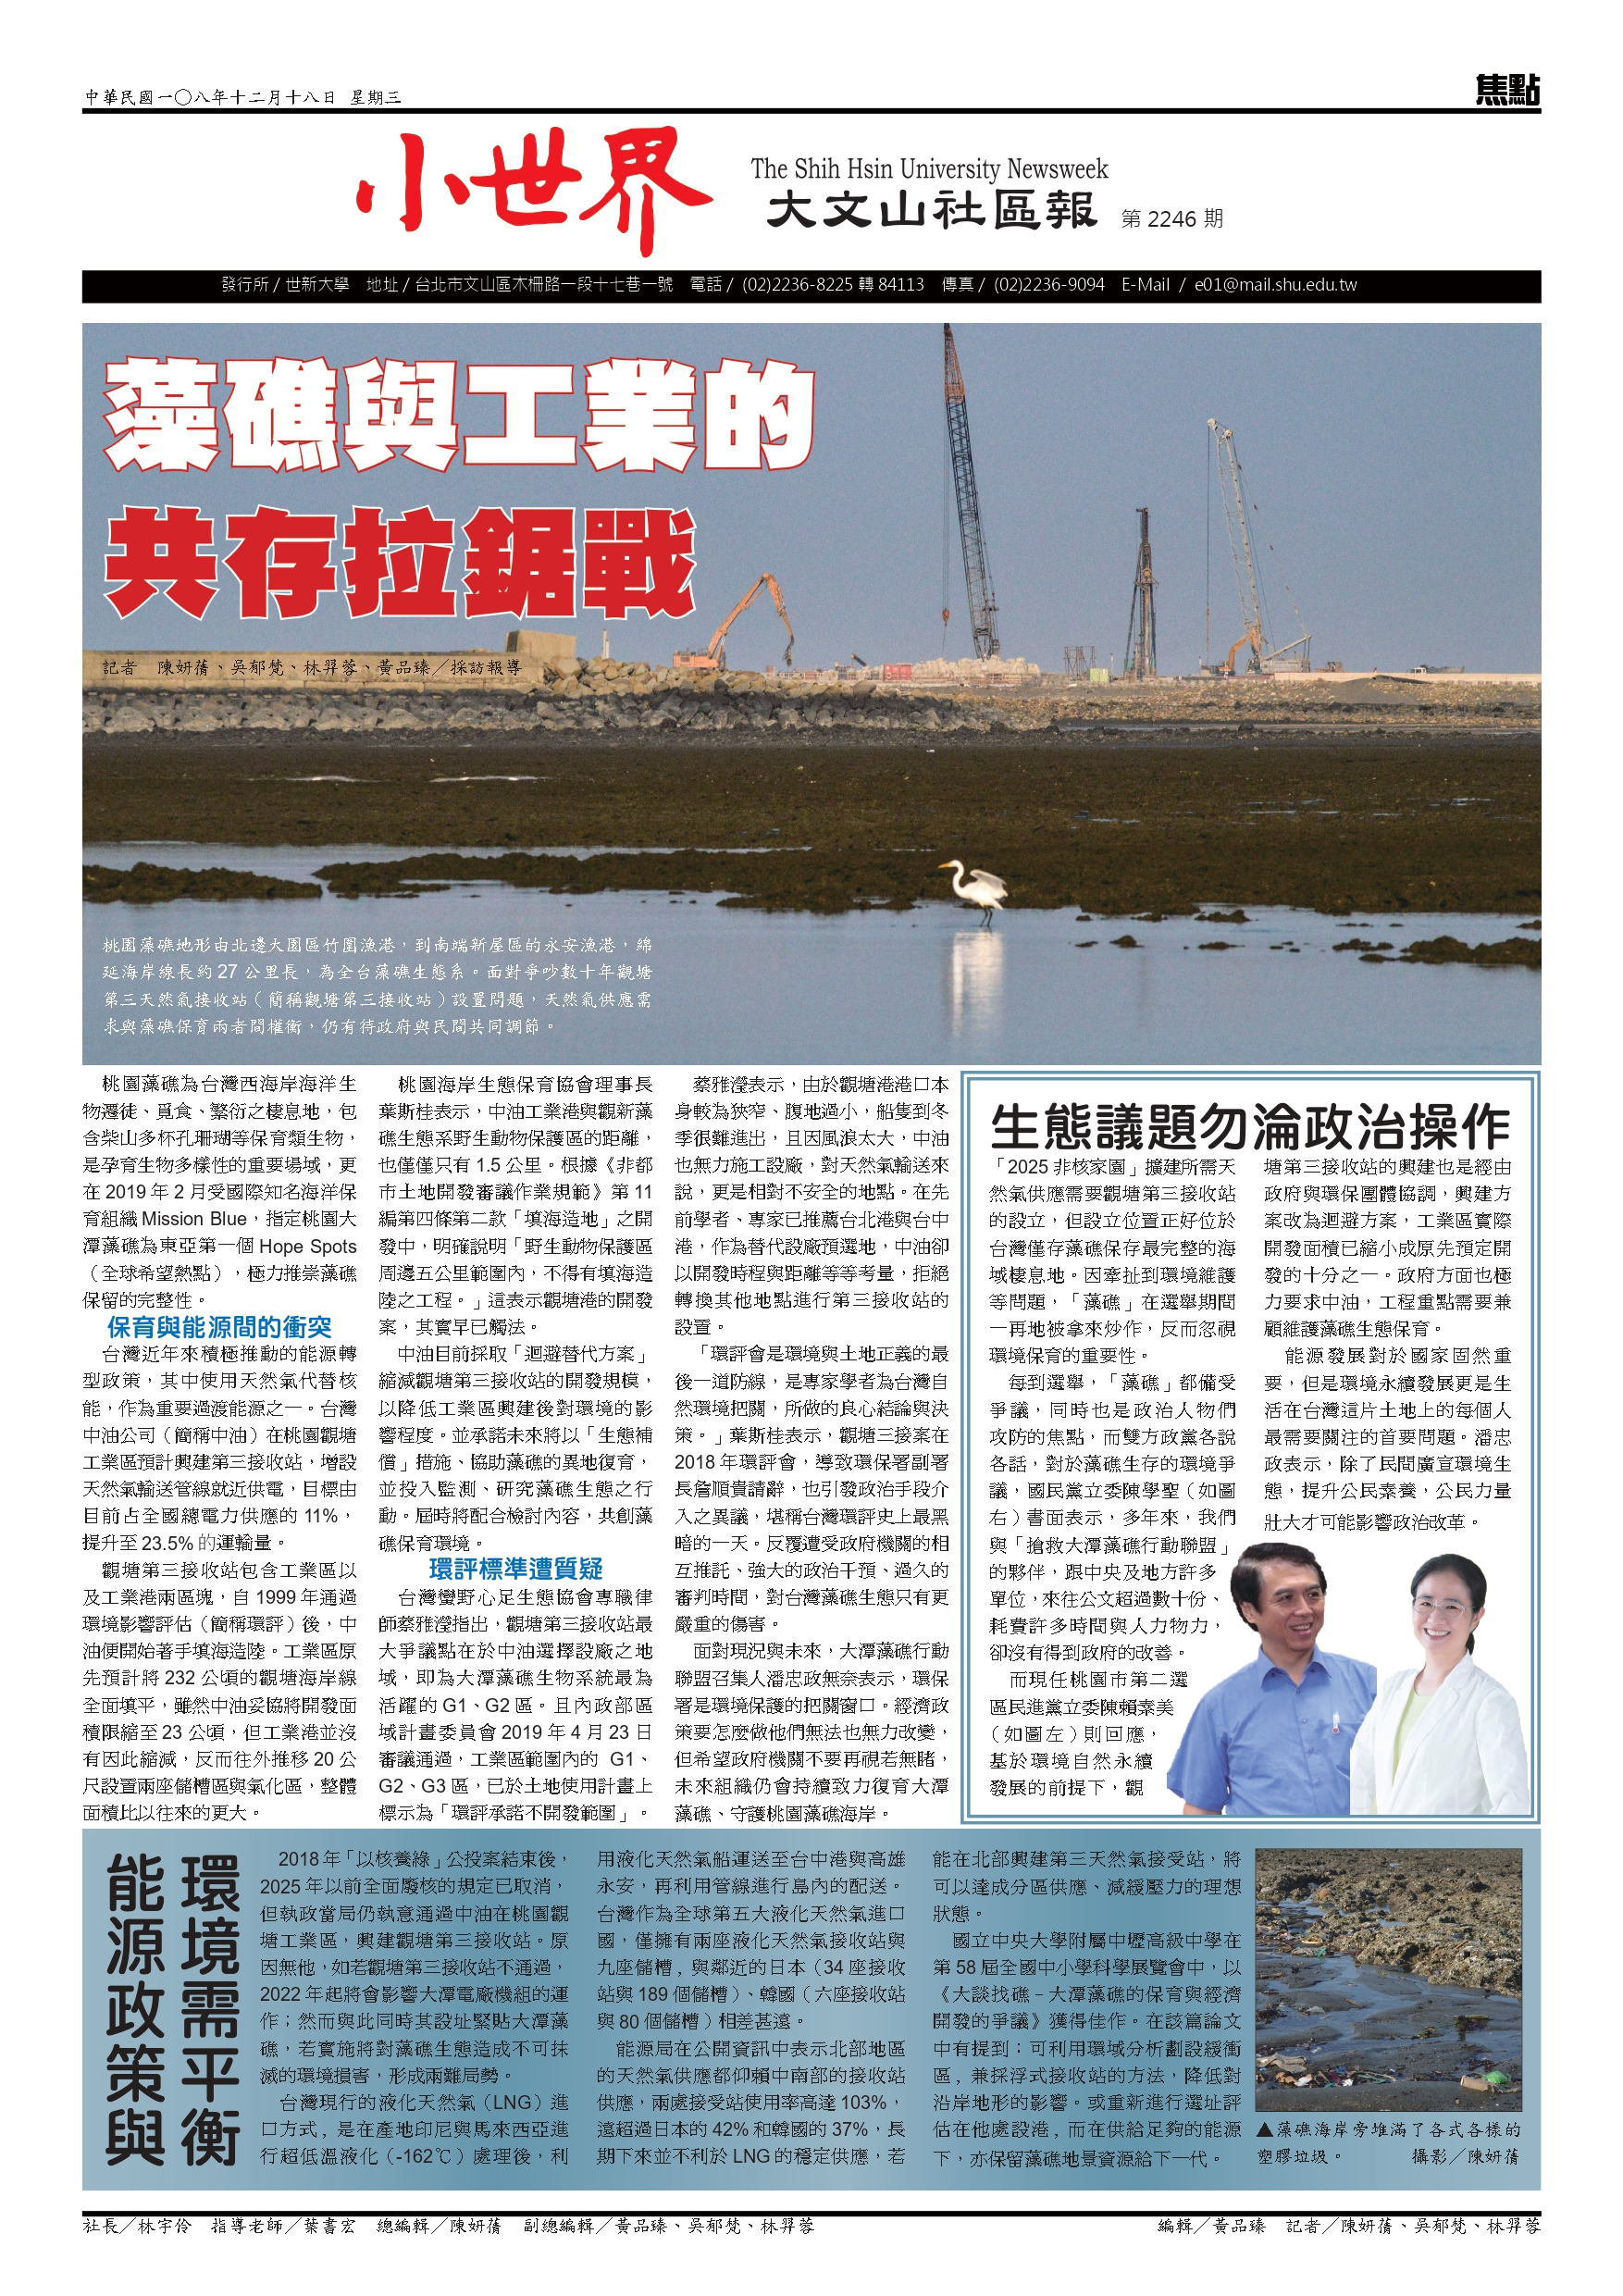 中華民國一〇八年十二月十八日 星期三
焦點
小世界
The Shih Hsin University Newsweek
大文山社區報 第 2246 期
發行所 / 世新大學 地址 / 台北市文山區木柵路一段十七巷一號 電話 / (02)2236-8225 轉 84113 傳真 / (02)2236-9094 E-Mail / e01@mail.shu.edu.tw
藻礁與工業的
共存拉鋸戰
記者 陳妍蒨、吳郁梵、林羿蓉、黃品臻／採訪報導
桃園藻礁地形由北邊大園區竹圍漁港，到南端新屋區的永安漁港，綿
延海岸線長約 27 公里長，為全台藻礁生態系。面對爭吵數十年觀塘
第三天然氣接收站（簡稱觀塘第三接收站）設置問題，天然氣供應需
求與藻礁保育兩者間權衡，仍有待政府與民間共同調節。
桃園藻礁為台灣西海岸海洋生
物遷徒、覓食、繁衍之棲息地，包
含柴山多杯孔珊瑚等保育類生物，
是孕育生物多樣性的重要場域，更
在 2019 年 2 月受國際知名海洋保
育組織 Mission Blue，指定桃園大
潭藻礁為東亞第一個 Hope Spots
（全球希望熱點），極力推崇藻礁
保留的完整性。
保育與能源間的衝突
台灣近年來積極推動的能源轉
型政策，其中使用天然氣代替核
能，作為重要過渡能源之一。台灣
中油公司（簡稱中油）在桃園觀塘
工業區預計興建第三接收站，增設
天然氣輸送管線就近供電，目標由
目前占全國總電力供應的 11%，
提升至 23.5% 的運輸量。
觀塘第三接收站包含工業區以
及工業港兩區塊，自 1999 年通過
環境影響評估（簡稱環評）後，中
油便開始著手填海造陸。工業區原
先預計將 232 公頃的觀塘海岸線
全面填平，雖然中油妥協將開發面
積限縮至 23 公頃，但工業港並沒
有因此縮減，反而往外推移 20 公
尺設置兩座儲槽區與氣化區，整體
面積比以往來的更大。
桃園海岸生態保育協會理事長
葉斯桂表示，中油工業港與觀新藻
礁生態系野生動物保護區的距離，
也僅僅只有 1.5 公里。根據《非都
市土地開發審議作業規範》第 11
編第四條第二款「填海造地」之開
發中，明確說明「野生動物保護區
周邊五公里範圍內，不得有填海造
陸之工程。」這表示觀塘港的開發
案，其實早已觸法。
中油目前採取「迴避替代方案」
縮減觀塘第三接收站的開發規模，
以降低工業區興建後對環境的影
響程度。並承諾未來將以「生態補
償」措施、協助藻礁的異地復育，
並投入監測、研究藻礁生態之行
動。屆時將配合檢討內容，共創藻
礁保育環境。
環評標準遭質疑
台灣蠻野心足生態協會專職律
師蔡雅瀅指出，觀塘第三接收站最
大爭議點在於中油選擇設廠之地
域，即為大潭藻礁生物系統最為
活躍的 G1、G2 區。且內政部區
域計畫委員會 2019 年 4 月 23 日
審議通過，工業區範圍內的 G1、
G2、G3 區，已於土地使用計畫上
標示為「環評承諾不開發範圍」。
蔡雅瀅表示，由於觀塘港港口本
身較為狹窄、腹地過小，船隻到冬
季很難進出，且因風浪太大，中油
也無力施工設廠，對天然氣輸送來
說，更是相對不安全的地點。在先
前學者、專家已推薦台北港與台中
港，作為替代設廠預選地，中油卻
以開發時程與距離等等考量，拒絕
轉換其他地點進行第三接收站的
設置。
「環評會是環境與土地正義的最
後一道防線，是專家學者為台灣自
然環境把關，所做的良心結論與決
策。」葉斯桂表示，觀塘三接案在
2018 年環評會，導致環保署副署
長詹順貴請辭，也引發政治手段介
入之異議，堪稱台灣環評史上最黑
暗的一天。反覆遭受政府機關的相
互推託、強大的政治干預、過久的
審判時間，對台灣藻礁生態只有更
嚴重的傷害。
面對現況與未來，大潭藻礁行動
聯盟召集人潘忠政無奈表示，環保
署是環境保護的把關窗口。經濟政
策要怎麼做他們無法也無力改變，
但希望政府機關不要再視若無睹，
未來組織仍會持續致力復育大潭
藻礁、守護桃園藻礁海岸。
生態議題勿淪政治操作
「2025 非核家園」擴建所需天
然氣供應需要觀塘第三接收站
的設立，但設立位置正好位於
台灣僅存藻礁保存最完整的海
域棲息地。因牽扯到環境維護
等問題，「藻礁」在選舉期間
一再地被拿來炒作，反而忽視
環境保育的重要性。
每到選舉，「藻礁」都備受
爭議，同時也是政治人物們
攻防的焦點，而雙方政黨各說
各話，對於藻礁生存的環境爭
議，國民黨立委陳學聖（如圖
右）書面表示，多年來，我們
與「搶救大潭藻礁行動聯盟」
的夥伴，跟中央及地方許多
單位，來往公文超過數十份、
耗費許多時間與人力物力，
卻沒有得到政府的改善。
而現任桃園市第二選
區民進黨立委陳賴素美
（如圖左）則回應，
基於環境自然永續
發展的前提下，觀
塘第三接收站的興建也是經由
政府與環保團體協調，興建方
案改為迴避方案，工業區實際
開發面積已縮小成原先預定開
發的十分之一。政府方面也極
力要求中油，工程重點需要兼
顧維護藻礁生態保育。
能源發展對於國家固然重
要，但是環境永續發展更是生
活在台灣這片土地上的每個人
最需要關注的首要問題。潘忠
政表示，除了民間廣宣環境生
態，提升公民素養，公民力量
壯大才可能影響政治改革。
環境需平衡
能源政策與
2018 年「以核養綠」公投案結束後，
2025 年以前全面廢核的規定已取消，
但執政當局仍執意通過中油在桃園觀
塘工業區，興建觀塘第三接收站。原
因無他，如若觀塘第三接收站不通過，
2022 年起將會影響大潭電廠機組的運
作；然而與此同時其設址緊貼大潭藻
礁，若實施將對藻礁生態造成不可抹
滅的環境損害，形成兩難局勢。
台灣現行的液化天然氣（LNG）進
口方式，是在產地印尼與馬來西亞進
行超低溫液化（-162℃）處理後，利
用液化天然氣船運送至台中港與高雄
永安，再利用管線進行島內的配送。
台灣作為全球第五大液化天然氣進口
國，僅擁有兩座液化天然氣接收站與
九座儲槽，與鄰近的日本（34 座接收
站與 189 個儲槽）、韓國（六座接收站
與 80 個儲槽）相差甚遠。
能源局在公開資訊中表示北部地區
的天然氣供應都仰賴中南部的接收站
供應，兩處接受站使用率高達 103%，
遠超過日本的 42% 和韓國的 37%，長
期下來並不利於 LNG 的穩定供應，若
能在北部興建第三天然氣接受站，將
可以達成分區供應、減緩壓力的理想
狀態。
國立中央大學附屬中壢高級中學在
第 58 屆全國中小學科學展覽會中，以
《大談找礁－大潭藻礁的保育與經濟
開發的爭議》獲得佳作。在該篇論文
中有提到：可利用環域分析劃設緩衝
區，兼採浮式接收站的方法，降低對
沿岸地形的影響。或重新進行選址評
估在他處設港，而在供給足夠的能源
下，亦保留藻礁地景資源給下一代。
▲藻礁海岸旁堆滿了各式各樣的
塑膠垃圾。 攝影／陳妍蒨
社長／林宇伶 指導老師／葉書宏 總編輯／陳妍蒨 副總編輯／黃品臻、吳郁梵、林羿蓉
編輯／黃品臻 記者／陳妍蒨、吳郁梵、林羿蓉